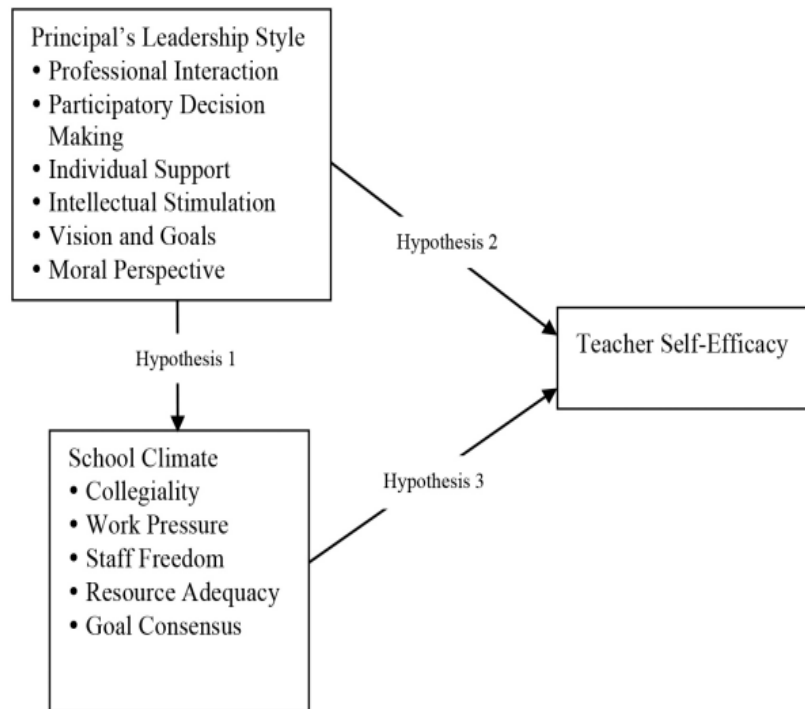 Principal’s Leadership Style
• Professional Interaction
• Participatory Decision
Making
• Individual Support
• Intellectual Stimulation
• Vision and Goals
• Moral Perspective
Hypothesis 2
Teacher Self-Efficacy
Hypothesis 1
School Climate
• Collegiality
• Work Pressure
• Staff Freedom
• Resource Adequacy
• Goal Consensus
Hypothesis 3